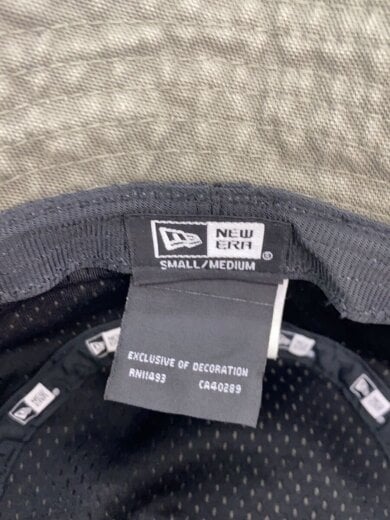 NEW
ERA
SMALL/MEDIUM
EXCLUSIVE OF DECORATION
RN11493 CA40289